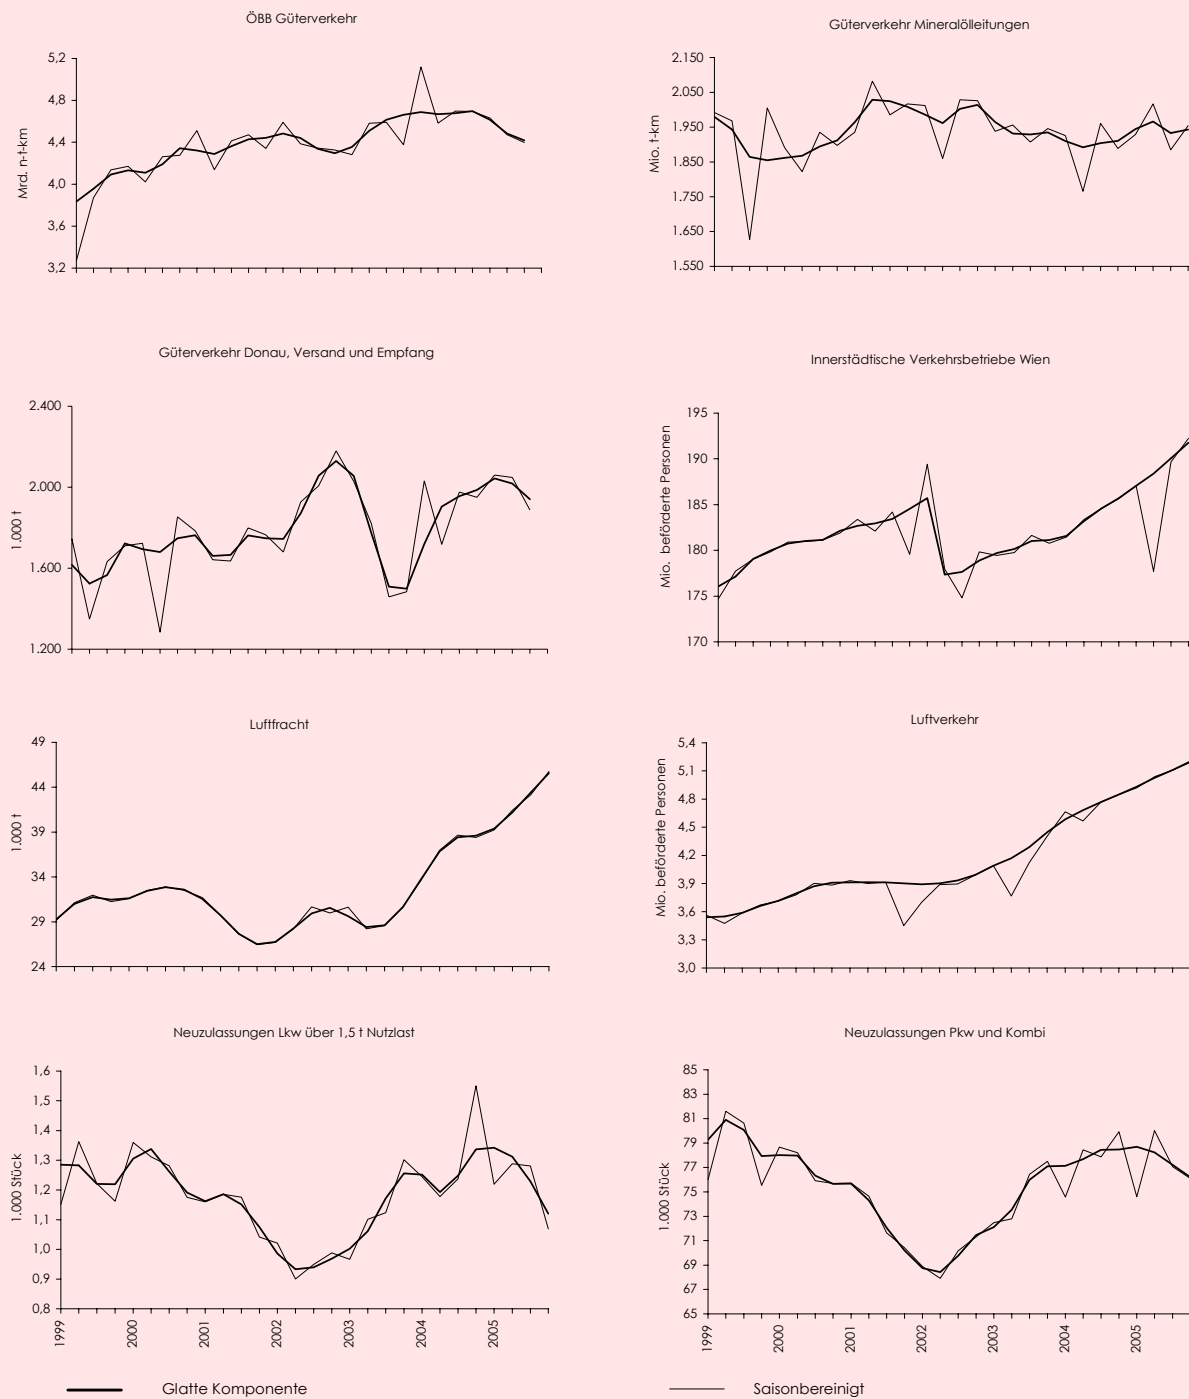 ÖBB Güterverkehr
Mrd. n-t-km
5,2
4,8
4,4
4,0
3,6
3,2
Güterverkehr Mineralölleitungen
Mio. t-km
2.150
2.050
1.950
1.850
1.750
1.650
1.550
Güterverkehr Donau, Versand und Empfang
1.000 t
2.400
2.000
1.600
1.200
Innerstädtische Verkehrsbetriebe Wien
Mio. beförderte Personen
195
190
185
180
175
170
Luftfracht
1.000 t
49
44
39
34
29
24
Luftverkehr
Mio. beförderte Personen
5,4
5,1
4,8
4,5
4,2
3,9
3,6
3,3
3,0
Neuzulassungen Lkw über 1,5 t Nutzlast
1.000 Stück
1,6
1,5
1,4
1,3
1,2
1,1
1,0
0,9
0,8
1999 2000 2001 2002 2003 2004 2005
Neuzulassungen Pkw und Kombi
1.000 Stück
85
83
81
79
77
75
73
71
69
67
65
1999 2000 2001 2002 2003 2004 2005
Glatte Komponente
Saisonbereinigt